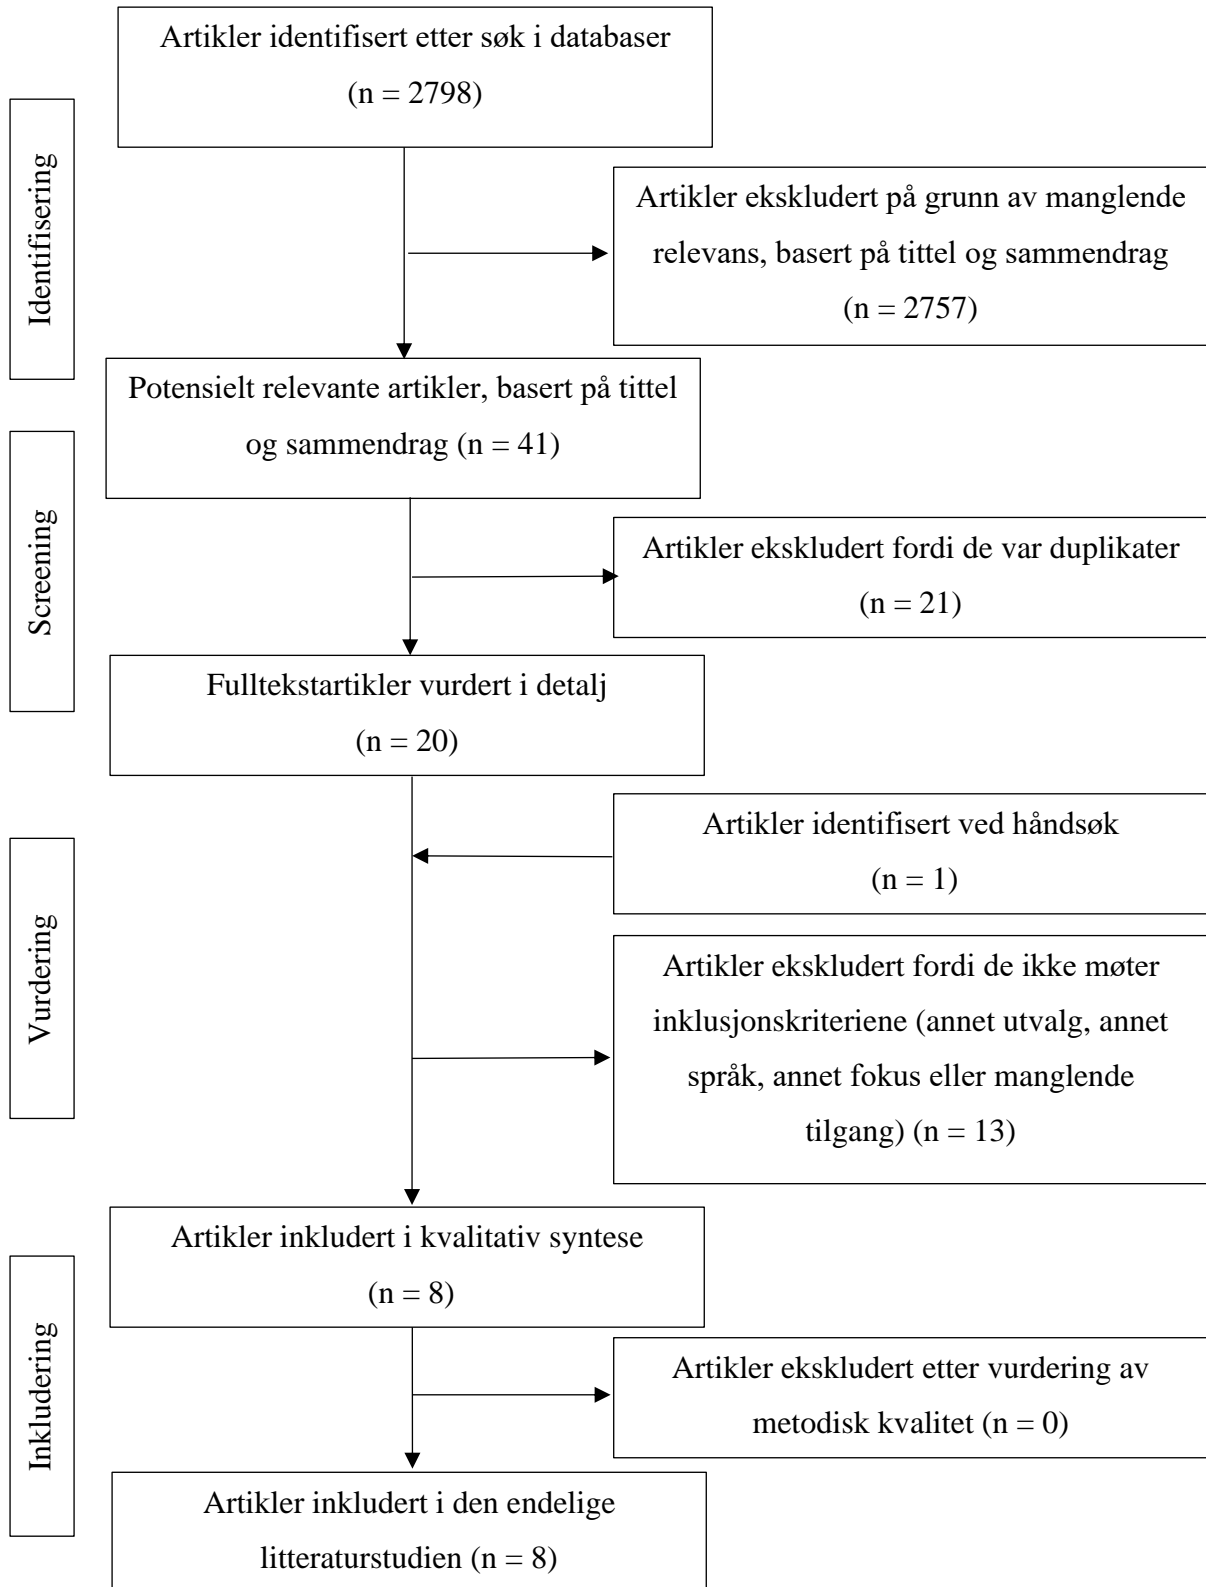 Artikler identifisert etter søk i databaser
(n = 2798)
Identifisering
Artikler ekskludert på grunn av manglende
relevans, basert på tittel og sammendrag
(n = 2757)
Potensielt relevante artikler, basert på tittel
og sammendrag (n = 41)
Screening
Artikler ekskludert fordi de var duplikater
(n = 21)
Fulltekstartikler vurdert i detalj
(n = 20)
Vurdering
Artikler identifisert ved håndsøk
(n = 1)
Artikler ekskludert fordi de ikke møter
inklusjonskriteriene (annet utvalg, annet
språk, annet fokus eller manglende
tilgang) (n = 13)
Artikler inkludert i kvalitativ syntese
(n = 8)
Inkludering
Artikler ekskludert etter vurdering av
metodisk kvalitet (n = 0)
Artikler inkludert i den endelige
litteraturstudien (n = 8)